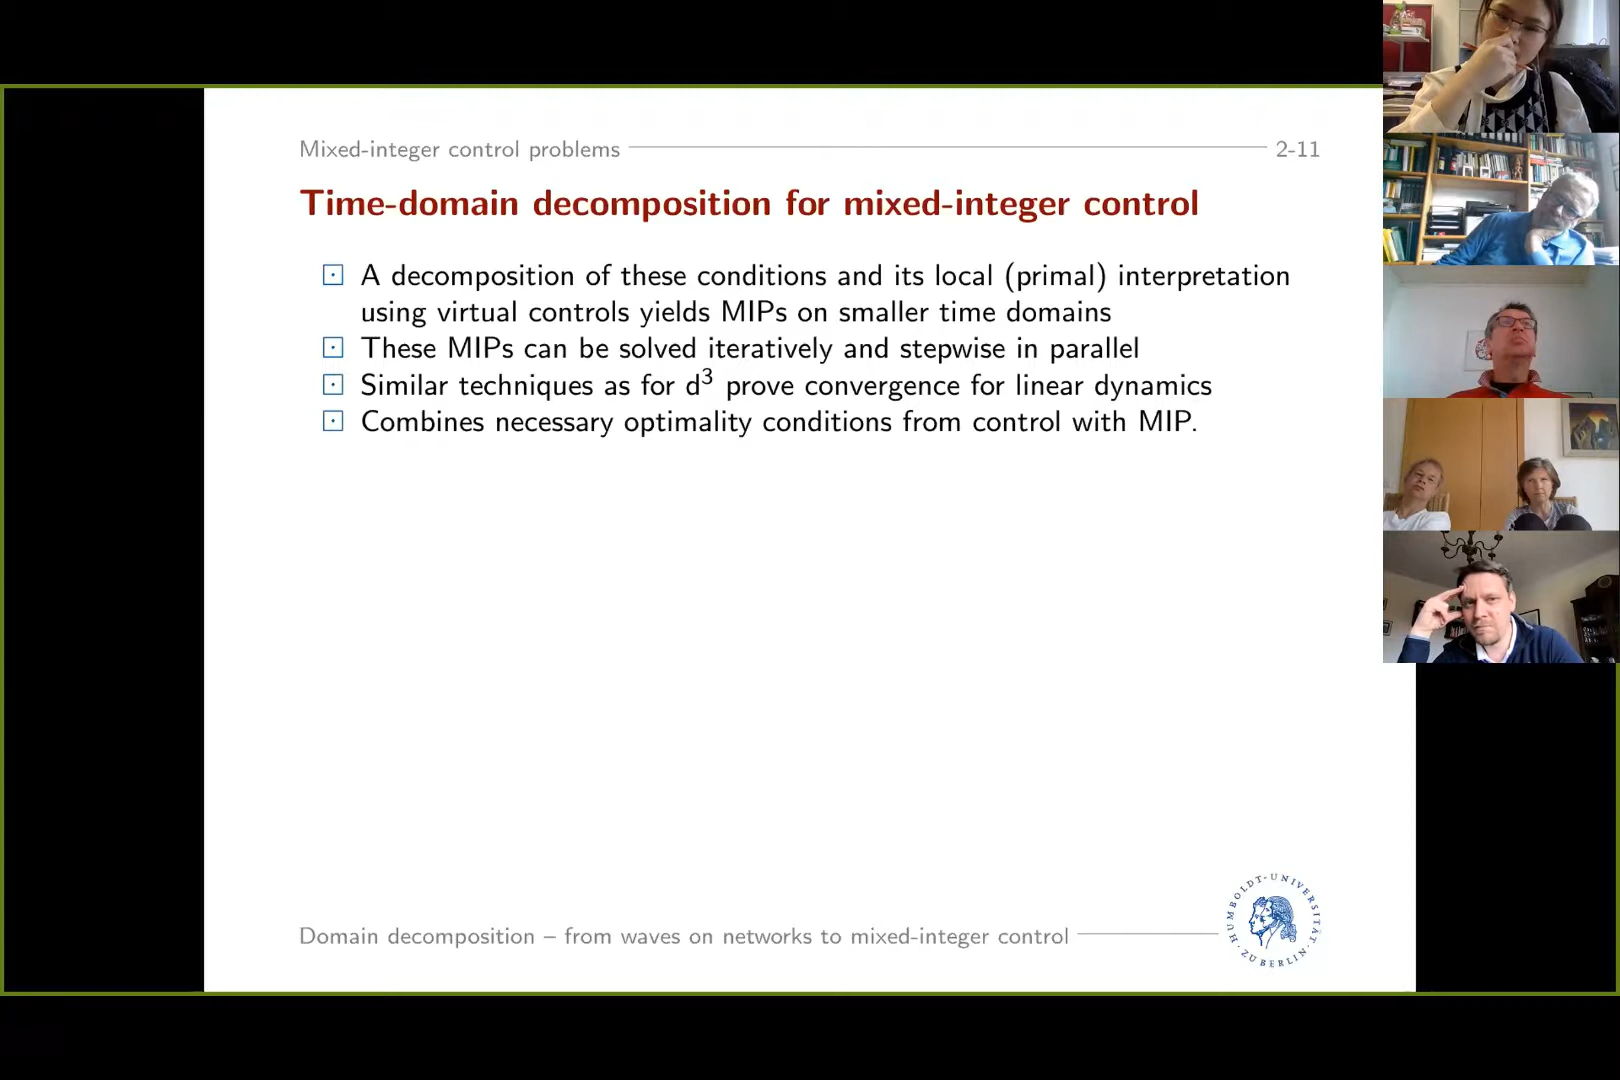 Mixed-integer control problems 2-11
Time-domain decomposition for mixed-integer control
A decomposition of these conditions and its local (primal) interpretation
using virtual controls yields MIPs on smaller time domains
These MIPs can be solved iteratively and stepwise in parallel
Similar techniques as for d³ prove convergence for linear dynamics
Combines necessary optimality conditions from control with MIP.
Domain decomposition – from waves on networks to mixed-integer control
HUMBOLDT-UNIVERSITÄT
ZU BERLIN